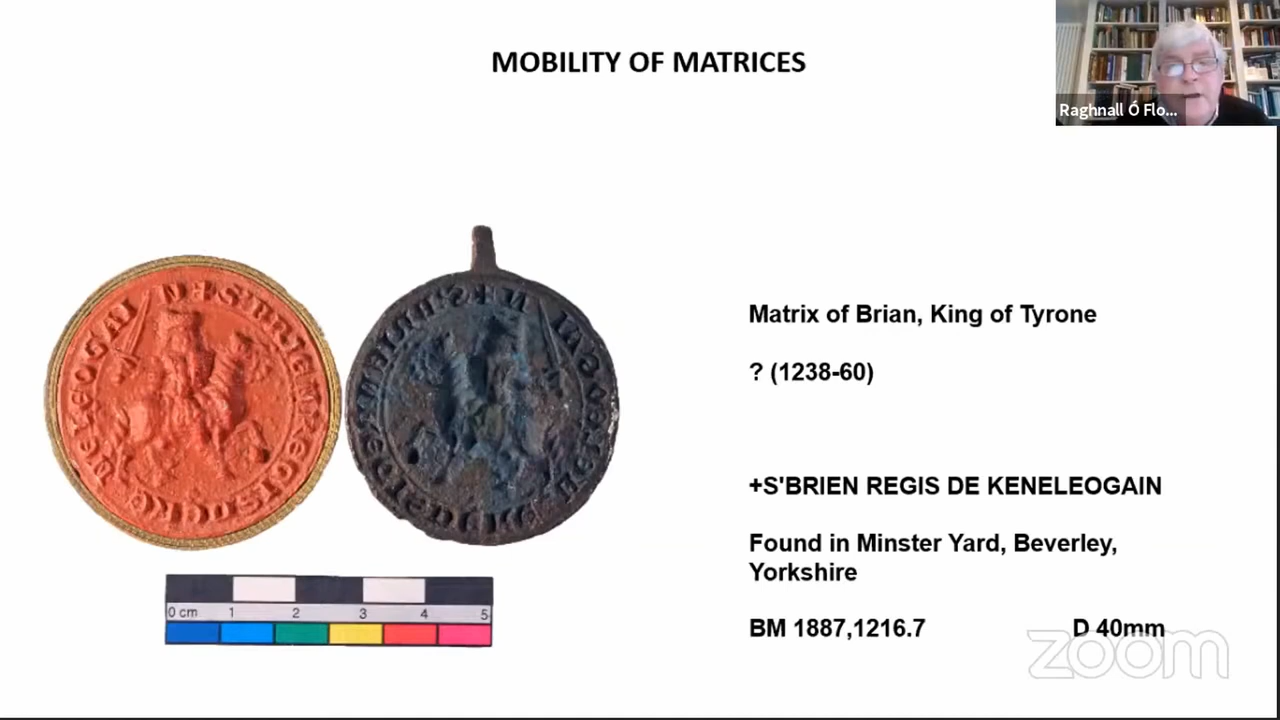 MOBILITY OF MATRICES
Raghnall Ó Flo...
Matrix of Brian, King of Tyrone
? (1238-60)
+S'BRIEN REGIS DE KENELEOGAIN
Found in Minster Yard, Beverley,
Yorkshire
BM 1887,1216.7 D 40mm
0 cm 1 2 3 4 5
zoom